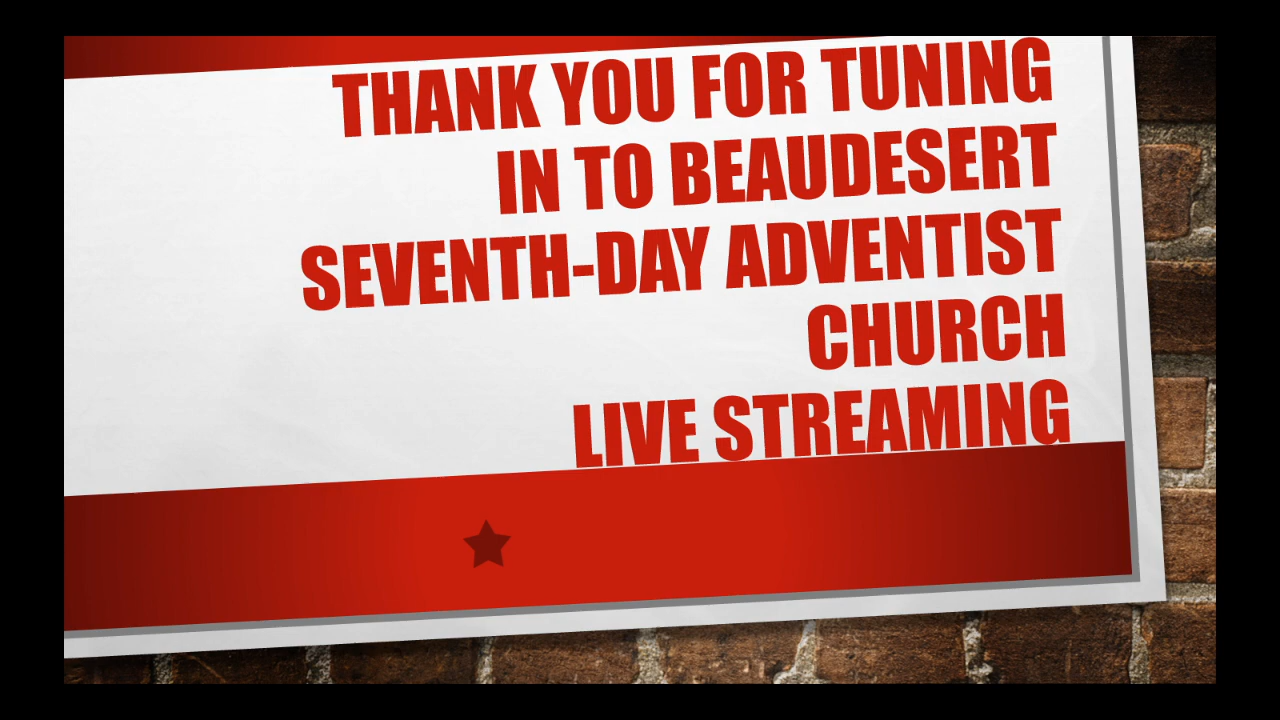 THANK YOU FOR TUNING
IN TO BEAUDESERT
SEVENTH-DAY ADVENTIST
CHURCH
LIVE STREAMING